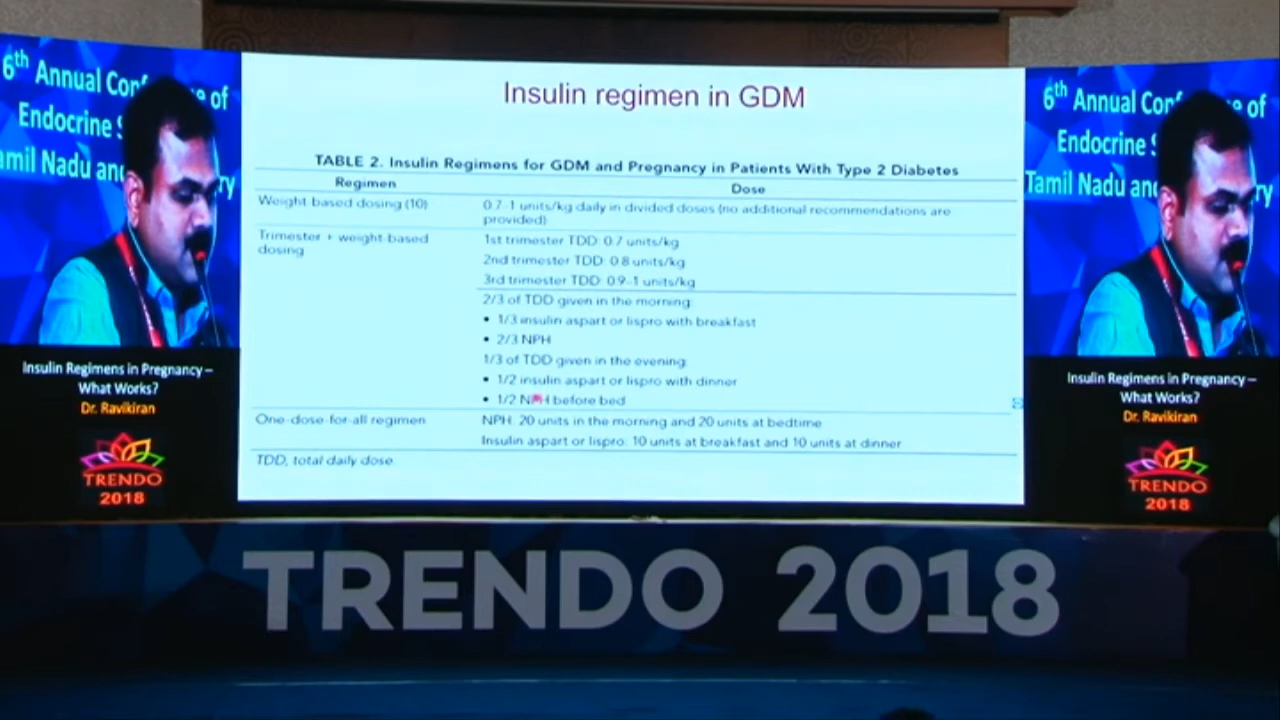 6th Annual Conf e of
Endocrine S
amil Nadu and ry
Insulin Regimens in Pregnancy –
What Works?
Dr. Ravikiran
TRENDO
2018
Insulin regimen in GDM
TABLE 2. Insulin Regimens for GDM and Pregnancy in Patients With Type 2 Diabetes
Regimen Dose
Weight-based dosing (10) 0.7–1 units/kg daily in divided doses (no additional recommendations are
provided)
Trimester + weight-based
dosing
1st trimester TDD: 0.7 units/kg
2nd trimester TDD: 0.8 units/kg
3rd trimester TDD: 0.9–1 units/kg
2/3 of TDD given in the morning:
• 1/3 insulin aspart or lispro with breakfast
• 2/3 NPH
1/3 of TDD given in the evening:
• 1/2 insulin aspart or lispro with dinner
• 1/2 NPH before bed
One-dose-for-all regimen NPH: 20 units in the morning and 20 units at bedtime
Insulin aspart or lispro: 10 units at breakfast and 10 units at dinner
TDD, total daily dose.
6th Annual Conf e of
Endocrine S
Tamil Nadu and ry
Insulin Regimens in Pregnancy –
What Works?
Dr. Ravikiran
TRENDO
2018
TRENDO 2018